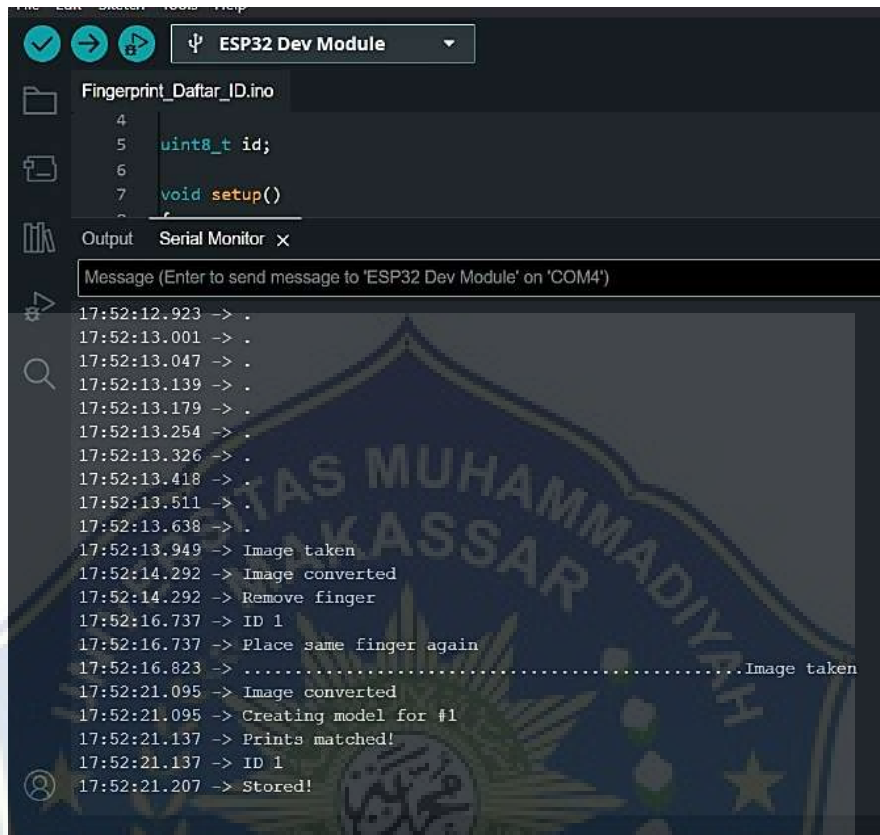 ESP32 Dev Module
Fingerprint_Daftar_ID.ino
4
5 uint8_t id;
6
7 void setup()
Output Serial Monitor ×
Message (Enter to send message to 'ESP32 Dev Module' on 'COM4')
17:52:12.923 -> .
17:52:13.001 -> .
17:52:13.047 -> .
17:52:13.139 -> .
17:52:13.179 -> .
17:52:13.254 -> .
17:52:13.326 -> .
17:52:13.418 -> .
17:52:13.511 -> .
17:52:13.638 -> .
17:52:13.949 -> Image taken
17:52:14.292 -> Image converted
17:52:14.292 -> Remove finger
17:52:16.737 -> ID 1
17:52:16.737 -> Place same finger again
17:52:16.823 -> ................................................Image taken
17:52:21.095 -> Image converted
17:52:21.095 -> Creating model for #1
17:52:21.137 -> Prints matched!
17:52:21.137 -> ID 1
17:52:21.207 -> Stored!
UNIVERSITAS MUHAMMADIYAH
MAKASSAR